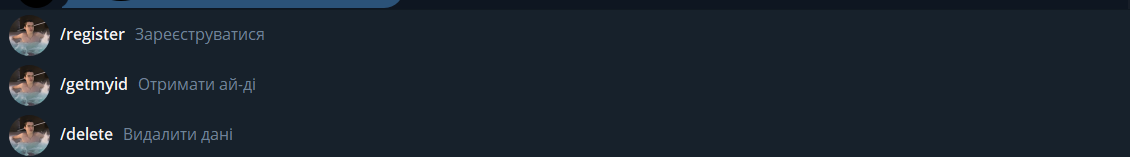 /register Зареєструватися
/getmyid Отримати ай-ді
/delete Видалити дані